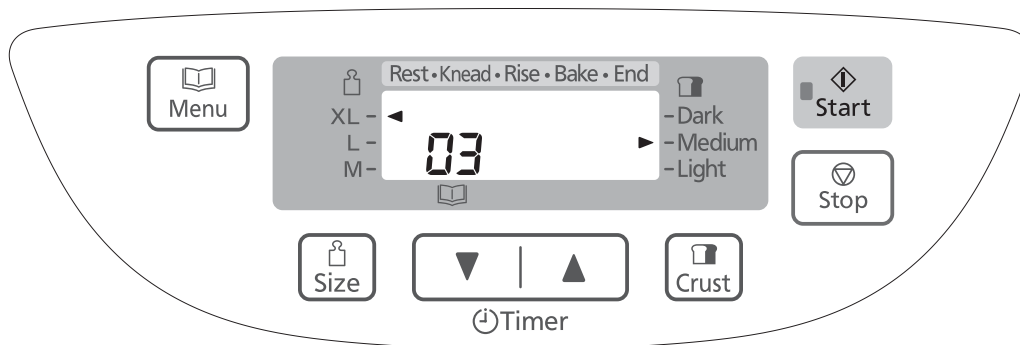 Menu
Rest • Knead • Rise • Bake • End
XL
L
M
03
Dark
Medium
Light
Start
Stop
Size
Timer
Crust